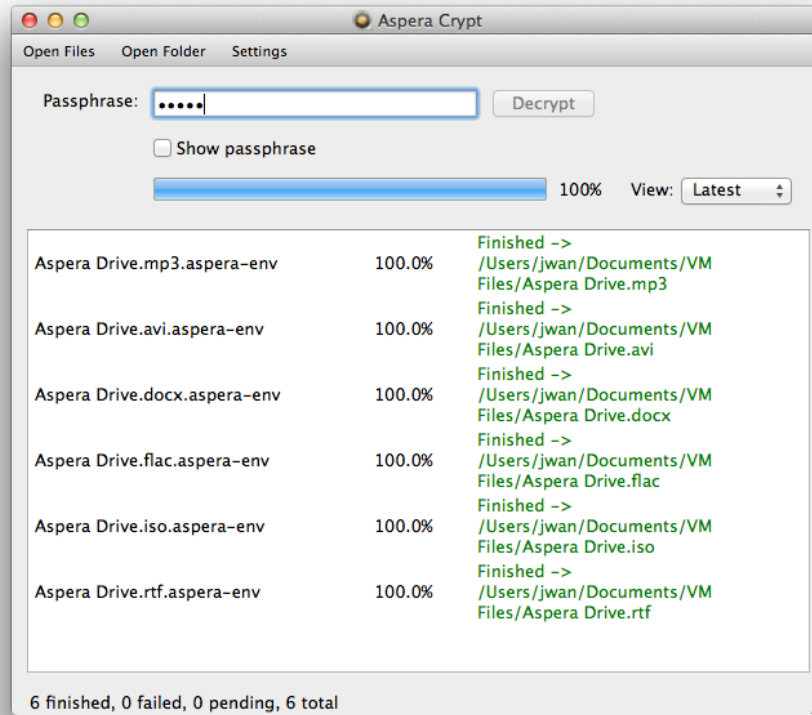 Aspera Crypt
Open Files Open Folder Settings
Passphrase: ••••• Decrypt
Show passphrase
100% View: Latest
Finished ->
Aspera Drive.mp3.aspera-env 100.0% /Users/jwan/Documents/VM
Files/Aspera Drive.mp3
Finished ->
Aspera Drive.avi.aspera-env 100.0% /Users/jwan/Documents/VM
Files/Aspera Drive.avi
Finished ->
Aspera Drive.docx.aspera-env 100.0% /Users/jwan/Documents/VM
Files/Aspera Drive.docx
Finished ->
Aspera Drive.flac.aspera-env 100.0% /Users/jwan/Documents/VM
Files/Aspera Drive.flac
Finished ->
Aspera Drive.iso.aspera-env 100.0% /Users/jwan/Documents/VM
Files/Aspera Drive.iso
Finished ->
Aspera Drive.rtf.aspera-env 100.0% /Users/jwan/Documents/VM
Files/Aspera Drive.rtf
6 finished, 0 failed, 0 pending, 6 total